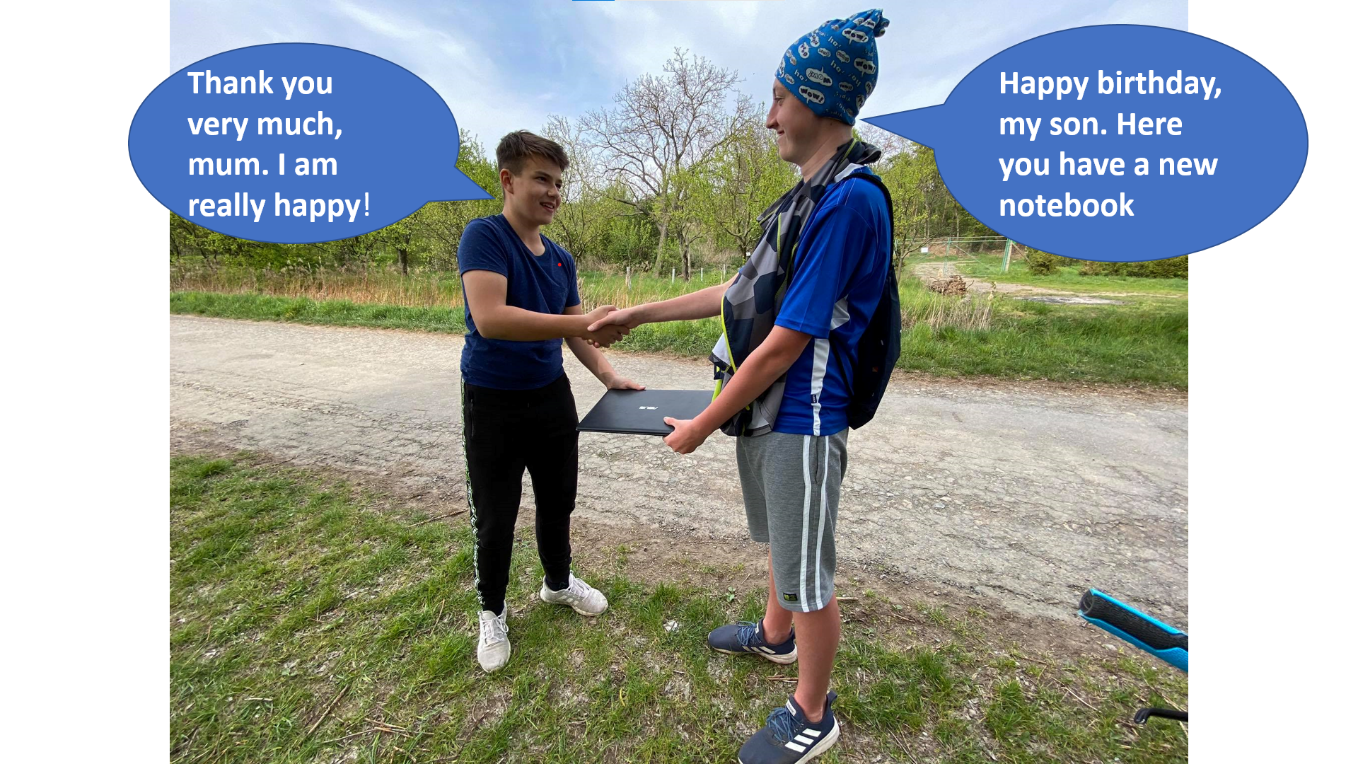 Thank you
very much,
mum. I am
really happy!
Happy birthday,
my son. Here
you have a new
notebook